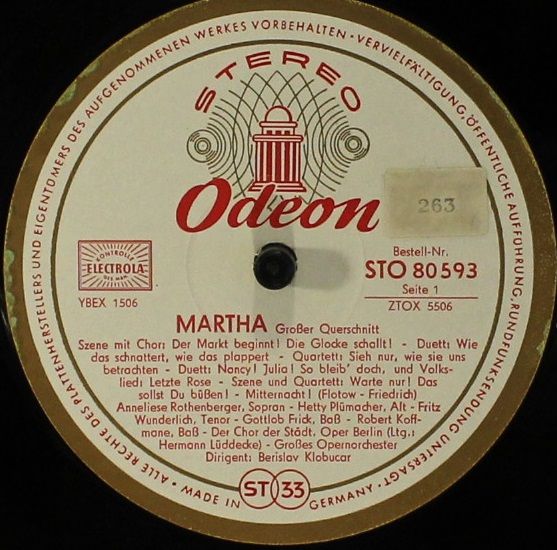 ALLE RECHTE DES PLATTENHERSTELLERS UND EIGENTÜMERS DES AUFGENOMMENEN WERKES VORBEHALTEN • VERVIELFÄLTIGUNG, ÖFFENTLICHE AUFFÜHRUNG, RUNDFUNKSENDUNG UNTERSAGT •
STEREO
Odeon
263
KONTROLLE
ELECTROLA
GES. M.B.H.
YBEX 1506
Bestell-Nr.
STO 80593
Seite 1
ZTOX 5506
MARTHA Großer Querschnitt
Szene mit Chor: Der Markt beginnt! Die Glocke schallt! - Duett: Wie
das schnattert, wie das plappert - Quartett: Sieh nur, wie sie uns
betrachten - Duett: Nancy! Julia! So bleib' doch, und Volks-
lied: Letzte Rose - Szene und Quartett: Warte nur! Das
sollst Du büßen! - Mitternacht! (Flotow - Friedrich)
Anneliese Rothenberger, Sopran - Hetty Plümacher, Alt - Fritz
Wunderlich, Tenor - Gottlob Frick, Baß - Robert Koff-
mane, Baß - Der Chor der Städt. Oper Berlin (Ltg.:
Hermann Lüddecke) - Großes Opernorchester
Dirigent: Berislav Klobucar
MADE IN ST 33 GERMANY